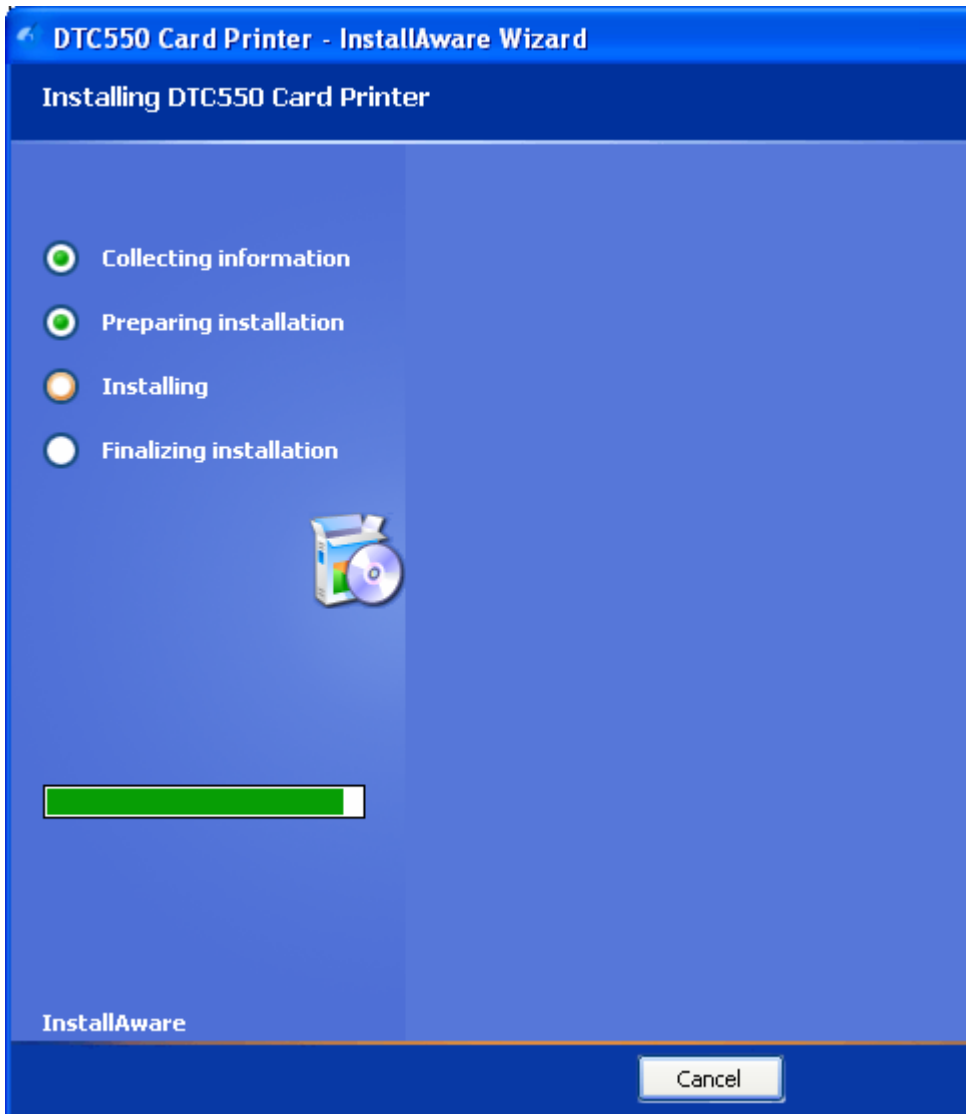 DTC550 Card Printer - InstallAware Wizard
Installing DTC550 Card Printer
Collecting information
Preparing installation
Installing
Finalizing installation
InstallAware
Cancel